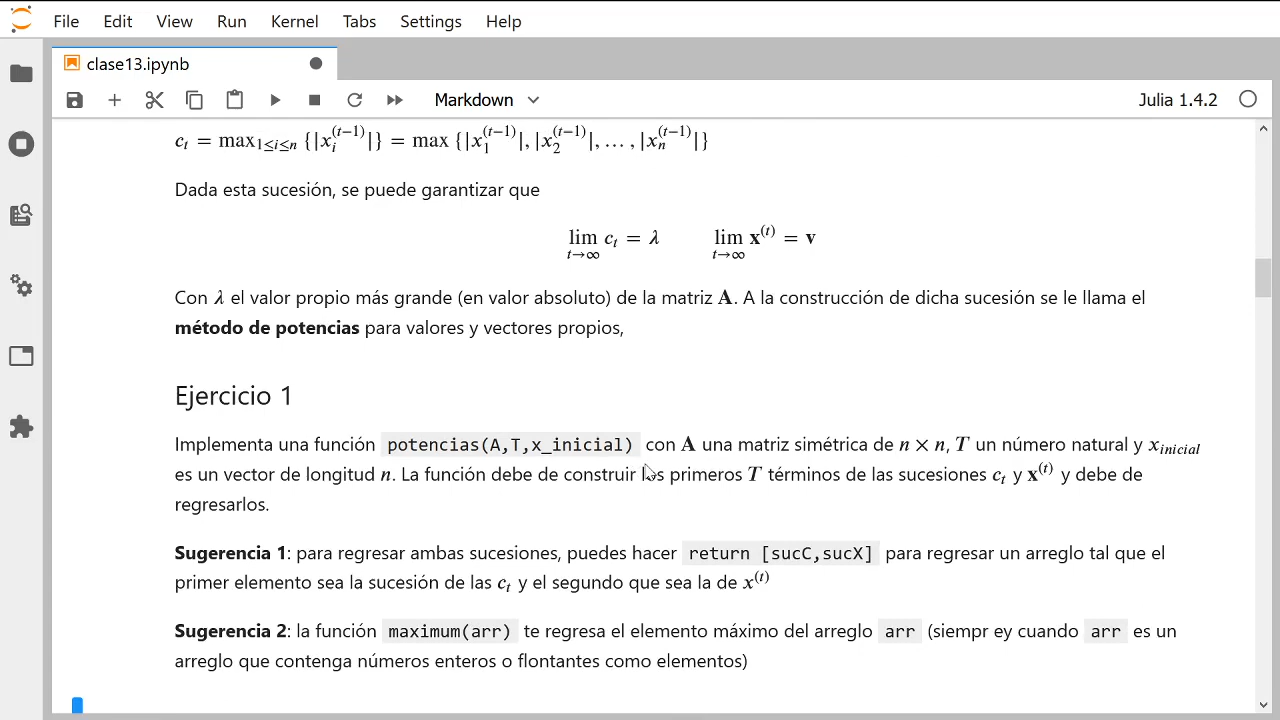 File Edit View Run Kernel Tabs Settings Help
clase13.ipynb
Markdown Julia 1.4.2
c_t = max_{1≤i≤n} {|x_i^{(t−1)}|} = max {|x_1^{(t−1)}|, |x_2^{(t−1)}|, …, |x_n^{(t−1)}|}
Dada esta sucesión, se puede garantizar que
lim_{t→∞} c_t = λ lim_{t→∞} x^{(t)} = v
Con λ el valor propio más grande (en valor absoluto) de la matriz A. A la construcción de dicha sucesión se le llama el
método de potencias para valores y vectores propios,
Ejercicio 1
Implementa una función potencias(A,T,x_inicial) con A una matriz simétrica de n × n, T un número natural y x_{inicial}
es un vector de longitud n. La función debe de construir los primeros T términos de las sucesiones c_t y x^{(t)} y debe de
regresarlos.
Sugerencia 1: para regresar ambas sucesiones, puedes hacer return [sucC,sucX] para regresar un arreglo tal que el
primer elemento sea la sucesión de las c_t y el segundo que sea la de x^{(t)}
Sugerencia 2: la función maximum(arr) te regresa el elemento máximo del arreglo arr (siempr ey cuando arr es un
arreglo que contenga números enteros o flontantes como elementos)